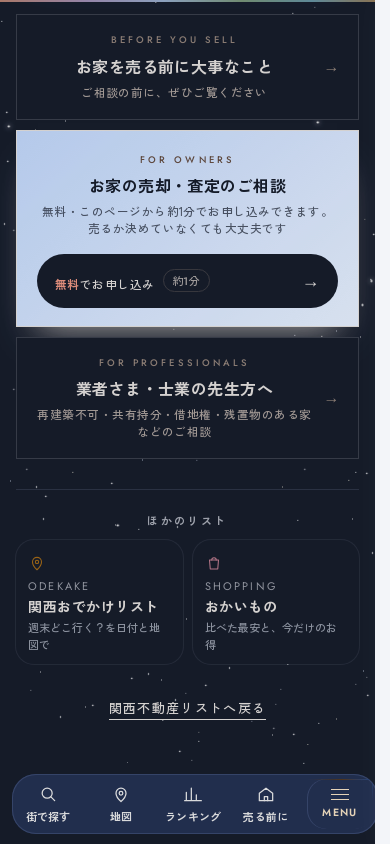 BEFORE YOU SELL
お家を売る前に大事なこと
→
ご相談の前に、ぜひご覧ください
FOR OWNERS
お家の売却・査定のご相談
無料・このページから約1分でお申し込みできます。
売るか決めていなくても大丈夫です
無料でお申し込み 約1分 →
FOR PROFESSIONALS
業者さま・士業の先生方へ
→
再建築不可・共有持分・借地権・残置物のある家
などのご相談
ほかのリスト
ODEKAKE
関西おでかけリスト
週末どこ行く？を日付と地
図で
SHOPPING
おかいもの
比べた最安と、今だけのお
得
関西不動産リストへ戻る
街で探す 地図 ランキング 売る前に MENU